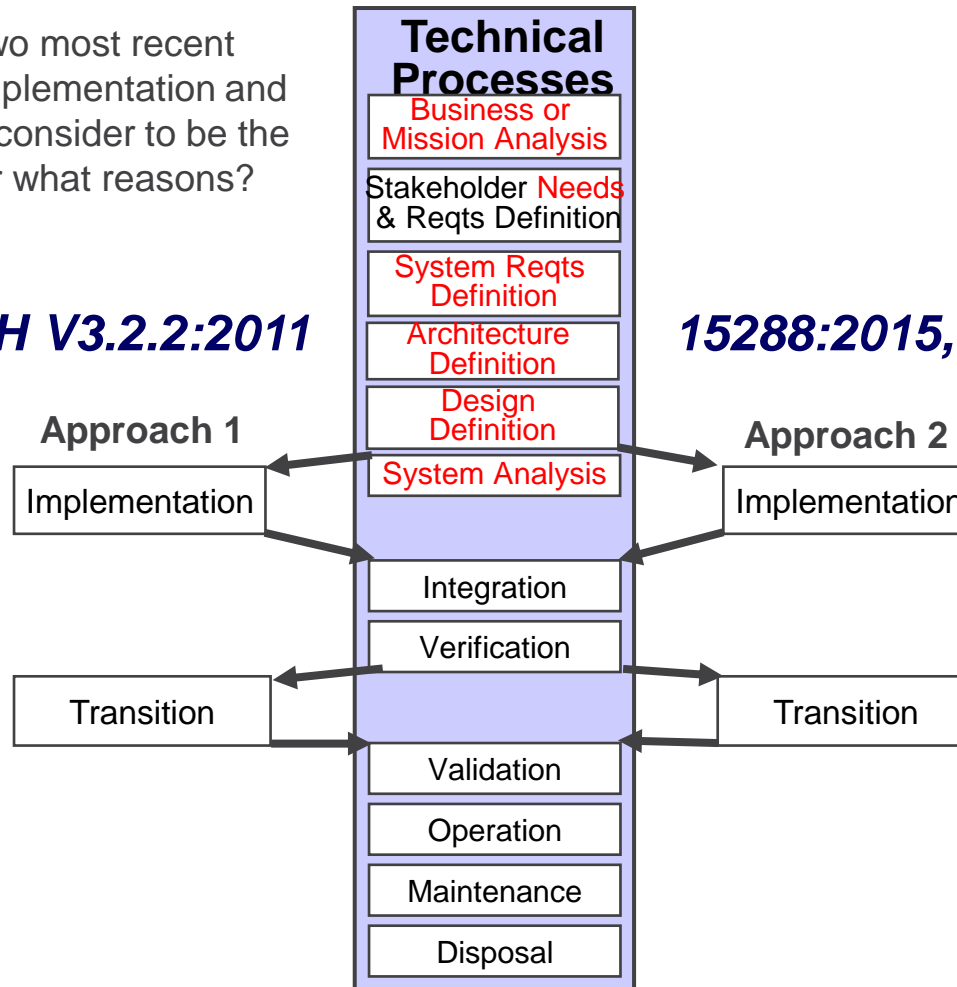 wo most recent
plementation and
consider to be the
r what reasons?
Technical
Processes
Business or
Mission Analysis
Stakeholder Needs
& Reqts Definition
System Reqts
Definition
H V3.2.2:2011
Architecture
Definition
15288:2015,
Approach 1
Design
Definition
Approach 2
System Analysis
Implementation
Implementation
Integration
Verification
Transition
Transition
Validation
Operation
Maintenance
Disposal